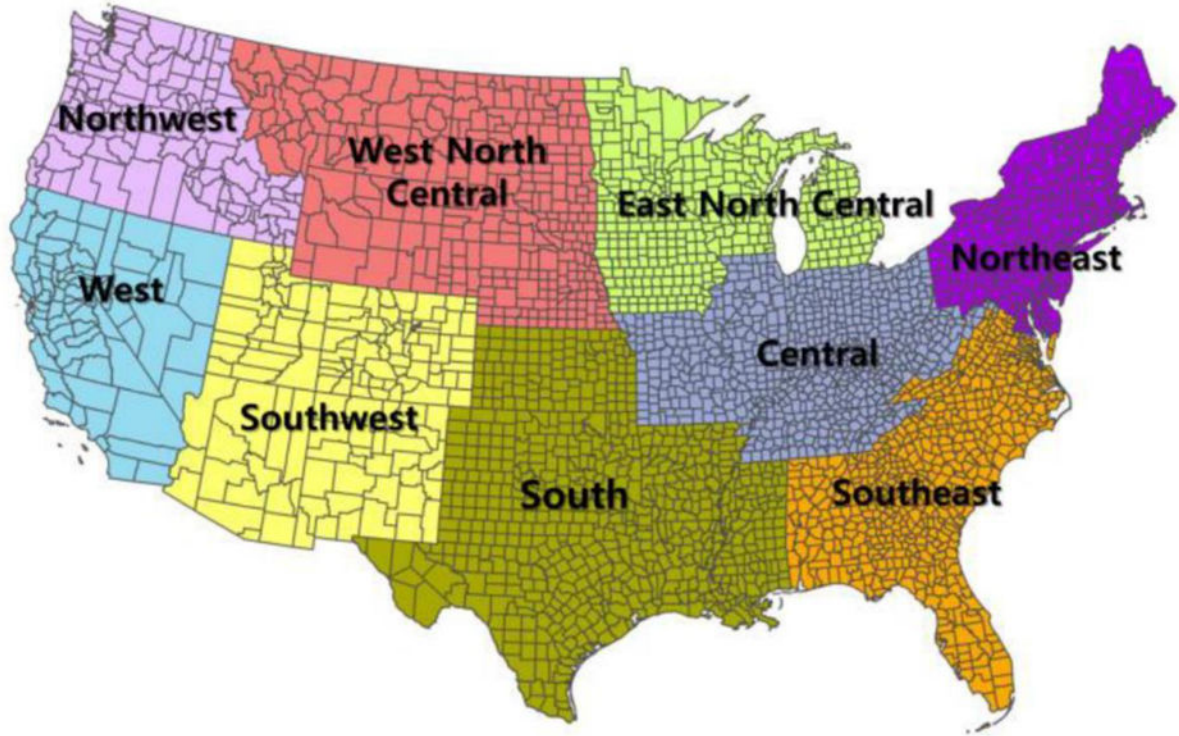 Northwest
West North
Central
East North Central
Northeast
West
Central
Southwest
South
Southeast